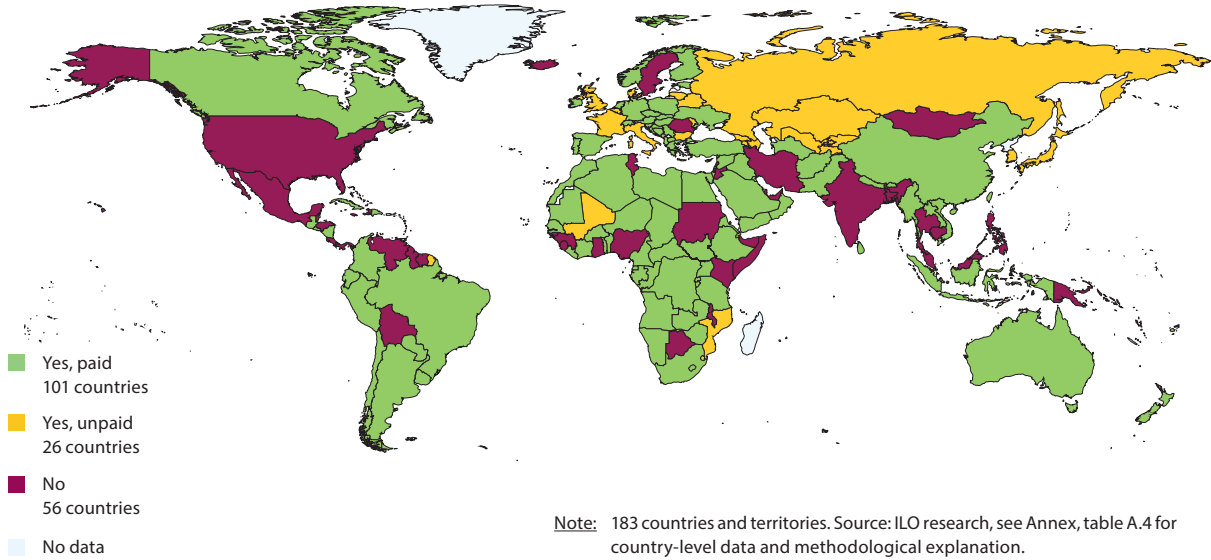 Yes, paid
101 countries
Yes, unpaid
26 countries
No
56 countries
No data
Note: 183 countries and territories. Source: ILO research, see Annex, table A.4 for
country-level data and methodological explanation.